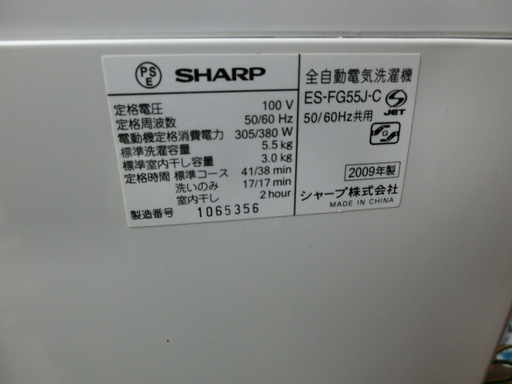 PS
E
SHARP
定格電圧 100 V
定格周波数 50/60 Hz
電動機定格消費電力 305/380 W
標準洗濯容量 5.5 kg
標準室内干し容量 3.0 kg
定格時間 標準コース 41/38 min
洗いのみ 17/17 min
室内干し 2 hour
製造番号 1065356
全自動電気洗濯機
ES-FG55J-C
S
JET
50/60Hz共用
G
2009年製
シャープ株式会社
MADE IN CHINA